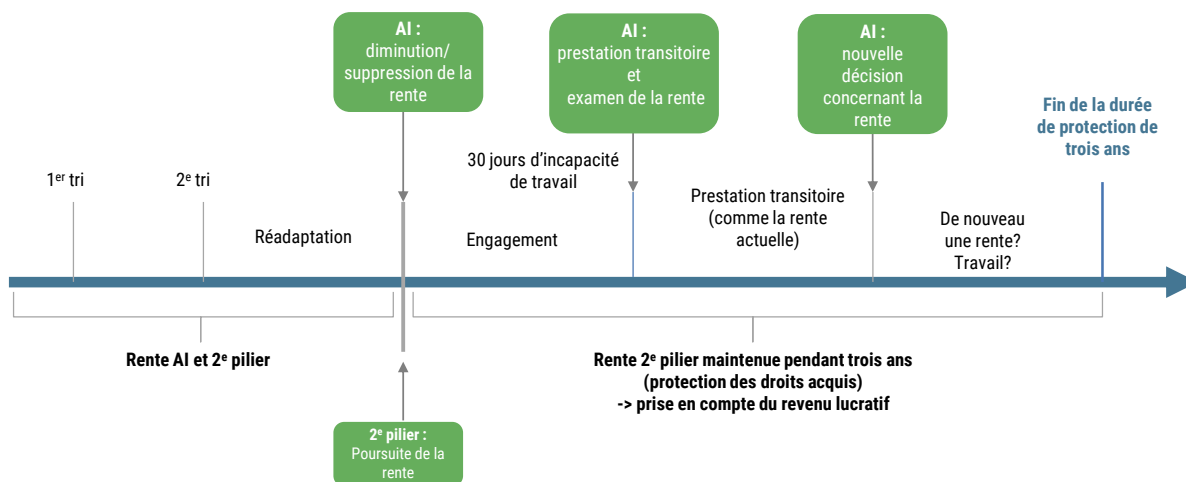 AI :
diminution/
suppression de la
rente
AI :
prestation transitoire
et
examen de la rente
AI :
nouvelle
décision
concernant la
rente
Fin de la durée
de protection de
trois ans
1er tri
2e tri
30 jours d'incapacité
de travail
Réadaptation
Engagement
Prestation transitoire
(comme la rente
actuelle)
De nouveau
une rente?
Travail?
Rente AI et 2e pilier
Rente 2e pilier maintenue pendant trois ans
(protection des droits acquis)
-> prise en compte du revenu lucratif
2e pilier :
Poursuite de la
rente